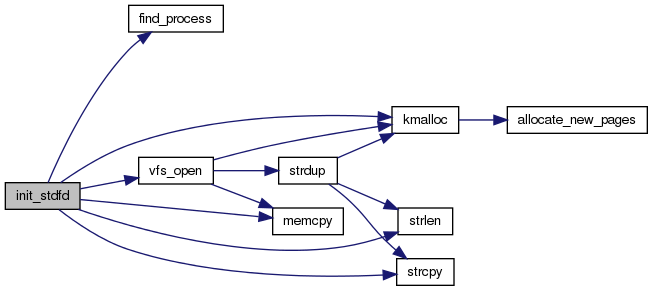 find_process
kmalloc
allocate_new_pages
vfs_open
strdup
init_stdfd
memcpy
strlen
strcpy